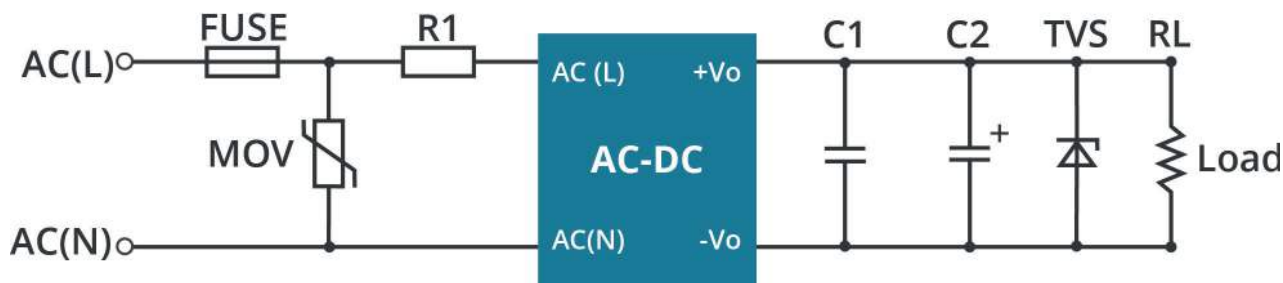 FUSE
R1
C1
C2
TVS
RL
AC(L)
AC (L)
+Vo
MOV
AC-DC
+
Load
AC(N)
AC(N)
-Vo